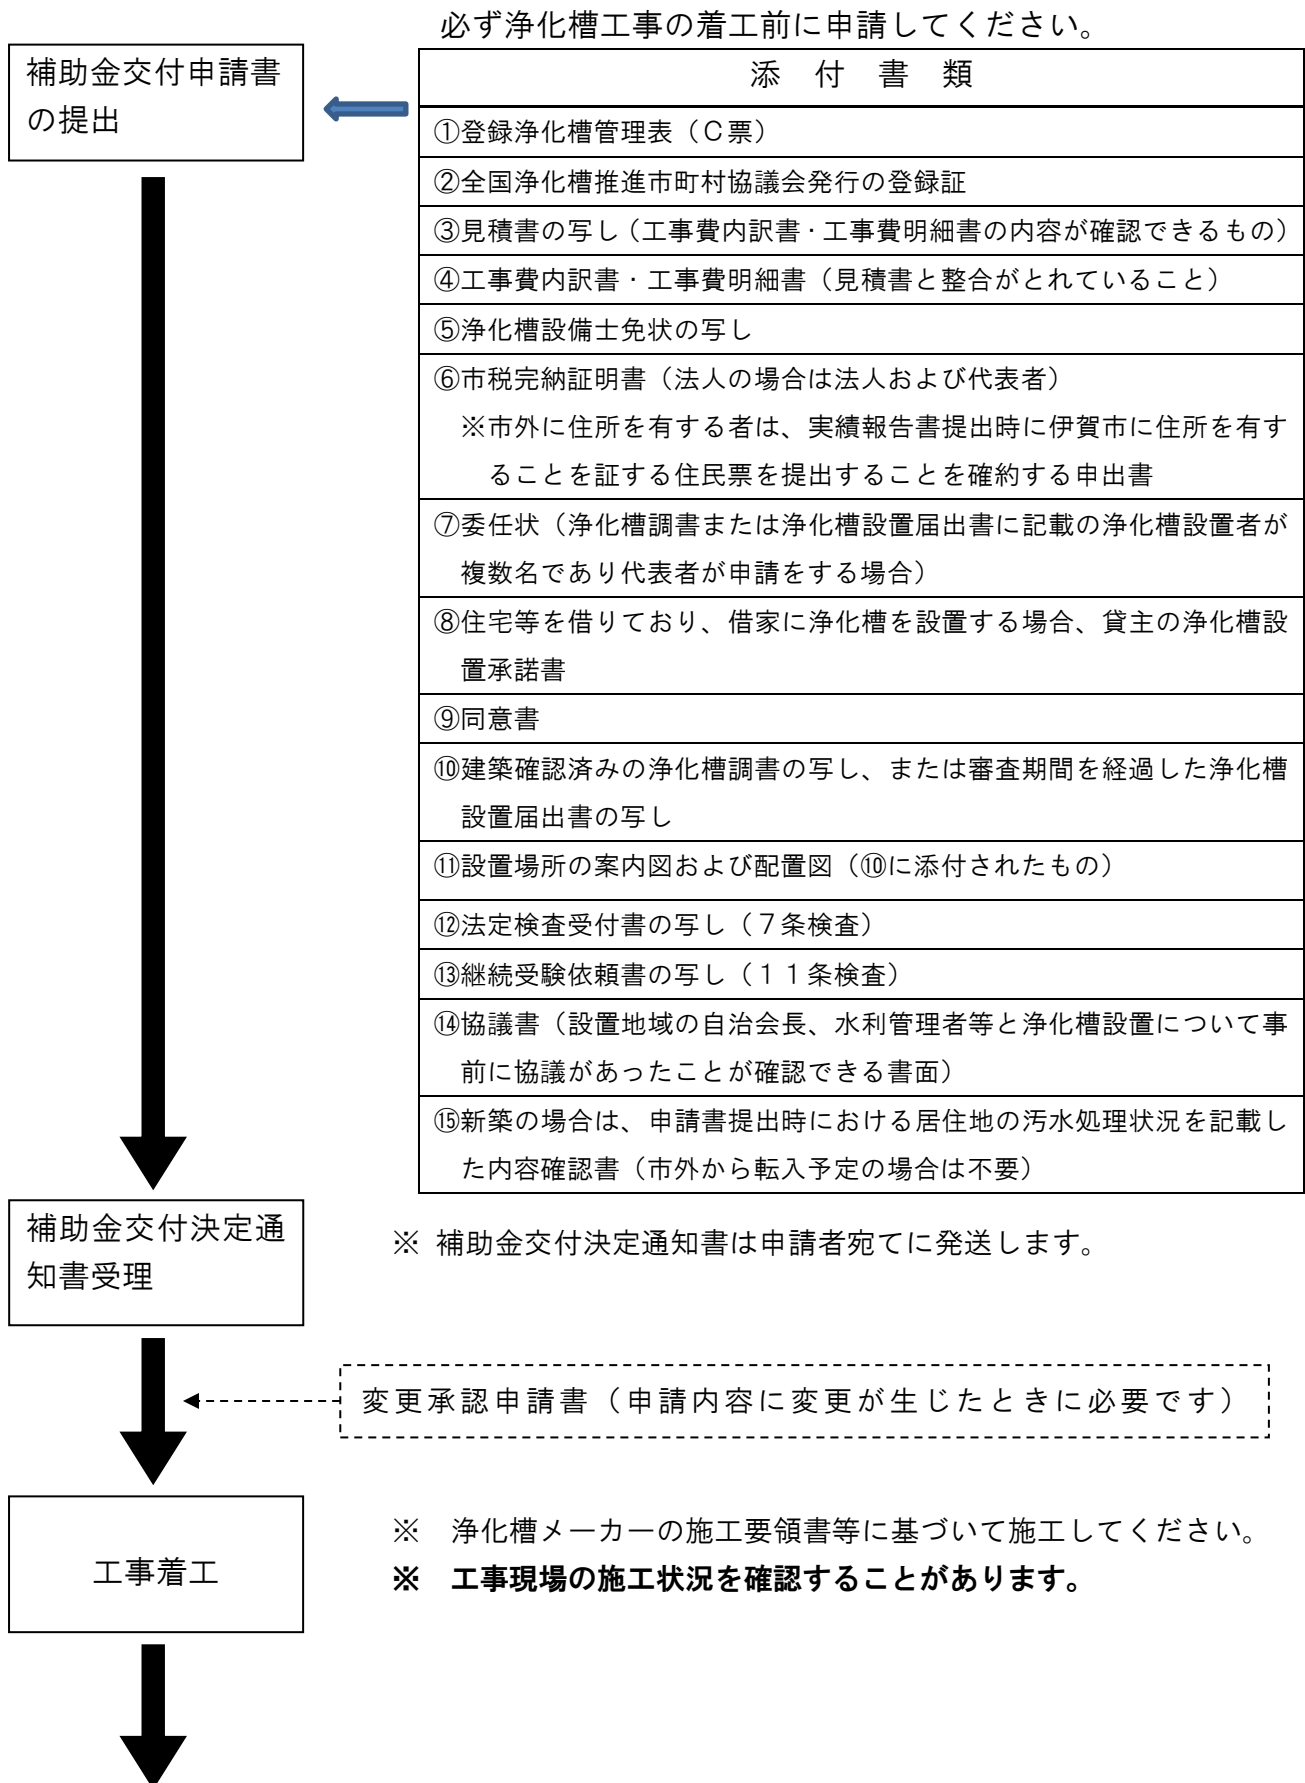 必ず浄化槽工事の着工前に申請してください。
補助金交付申請書
の提出
添　付　書　類
①登録浄化槽管理表（Ｃ票）
②全国浄化槽推進市町村協議会発行の登録証
③見積書の写し（工事費内訳書・工事費明細書の内容が確認できるもの）
④工事費内訳書・工事費明細書（見積書と整合がとれていること）
⑤浄化槽設備士免状の写し
⑥市税完納証明書（法人の場合は法人および代表者）
※市外に住所を有する者は、実績報告書提出時に伊賀市に住所を有す
ることを証する住民票を提出することを確約する申出書
⑦委任状（浄化槽調書または浄化槽設置届出書に記載の浄化槽設置者が
複数名であり代表者が申請をする場合）
⑧住宅等を借りており、借家に浄化槽を設置する場合、貸主の浄化槽設
置承諾書
⑨同意書
⑩建築確認済みの浄化槽調書の写し、または審査期間を経過した浄化槽
設置届出書の写し
⑪設置場所の案内図および配置図（⑩に添付されたもの）
⑫法定検査受付書の写し（７条検査）
⑬継続受験依頼書の写し（１１条検査）
⑭協議書（設置地域の自治会長、水利管理者等と浄化槽設置について事
前に協議があったことが確認できる書面）
⑮新築の場合は、申請書提出時における居住地の汚水処理状況を記載し
た内容確認書（市外から転入予定の場合は不要）
補助金交付決定通
知書受理
※ 補助金交付決定通知書は申請者宛てに発送します。
変更承認申請書（申請内容に変更が生じたときに必要です）
工事着工
※　浄化槽メーカーの施工要領書等に基づいて施工してください。
※　工事現場の施工状況を確認することがあります。